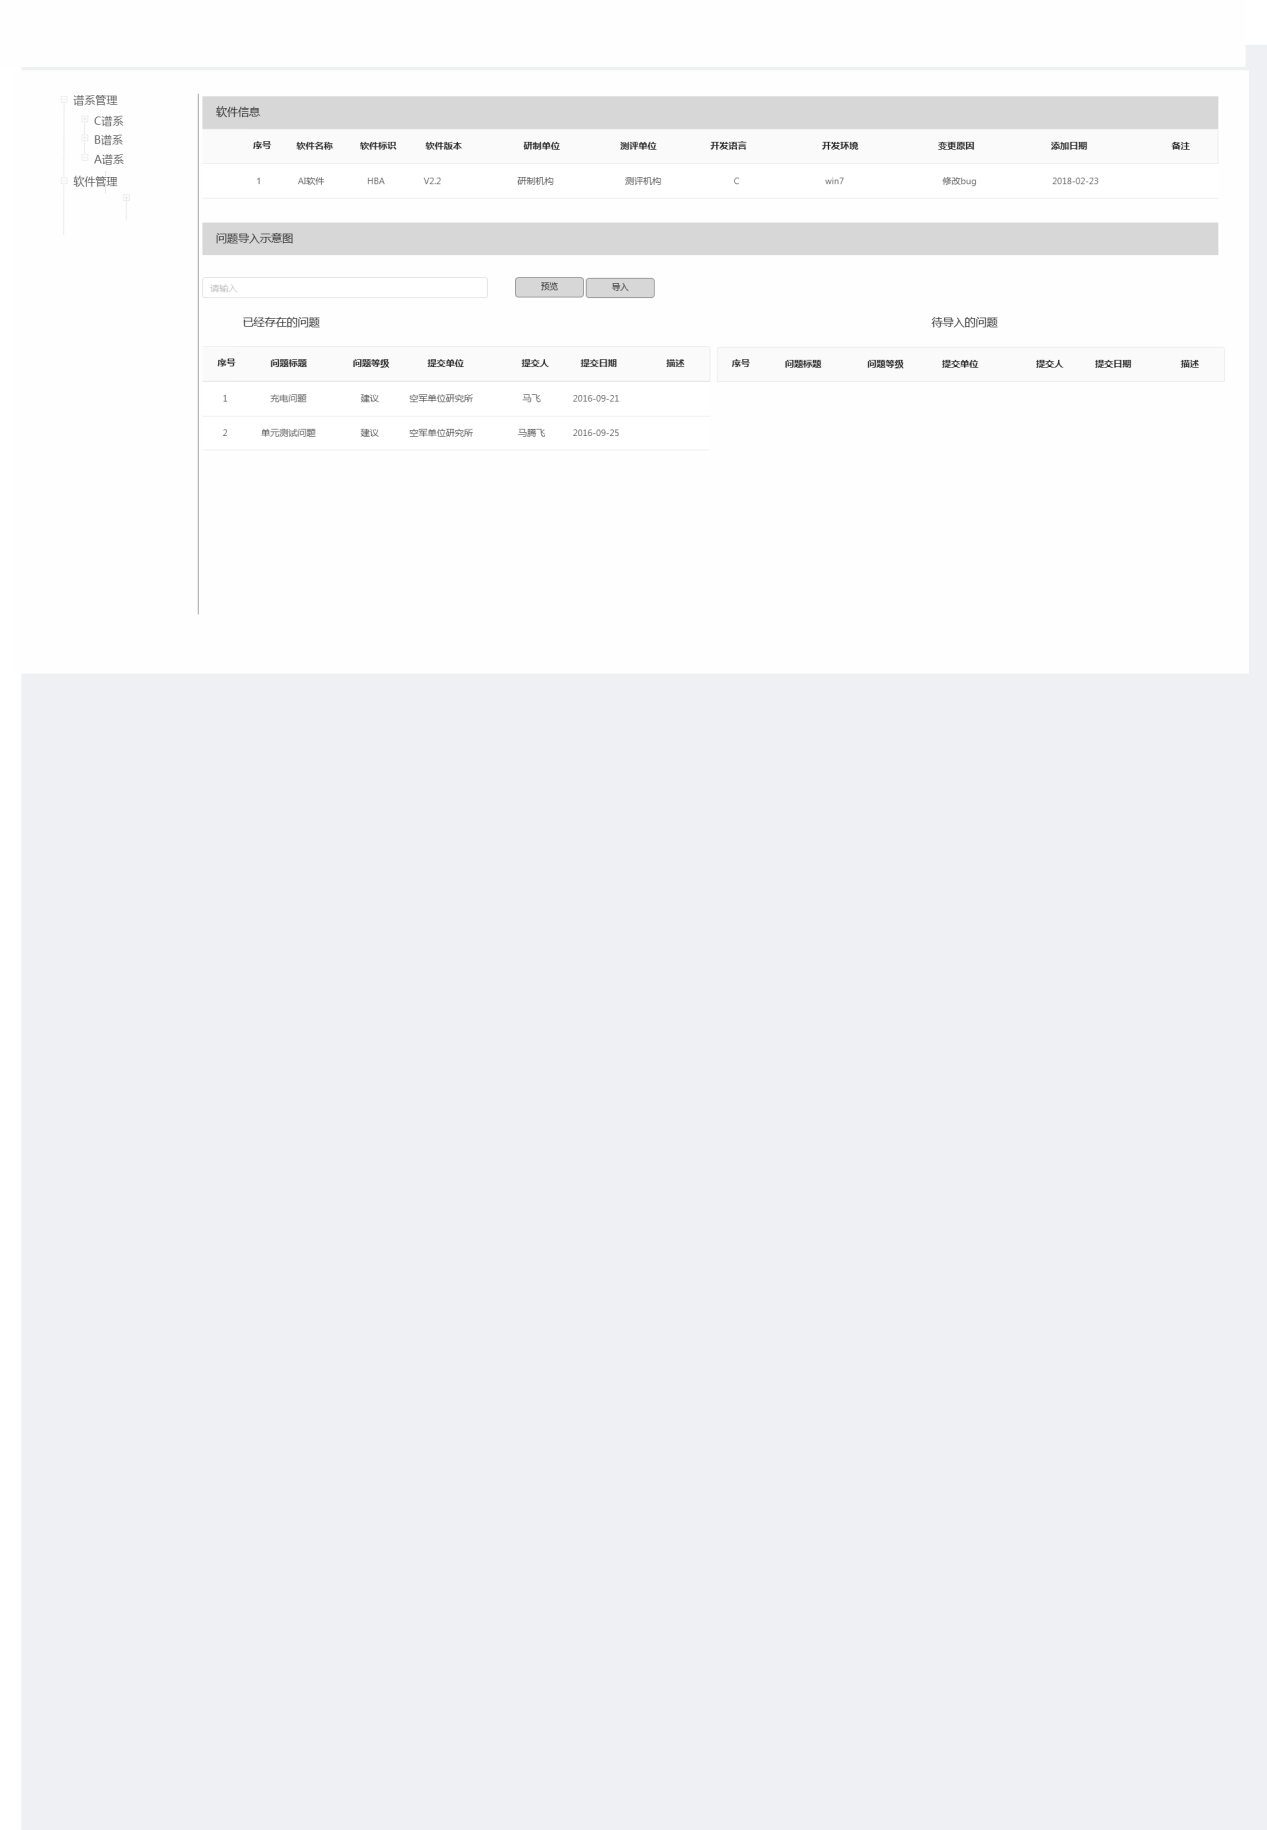 谱系管理
C谱系
B谱系
A谱系
软件管理
软件信息
序号 软件名称 软件标识 软件版本 研制单位 测评单位 开发语言 开发环境 变更原因 添加日期 备注
1 AI软件 HBA V2.2 研制机构 测评机构 C win7 修改bug 2018-02-23
问题导入示意图
请输入 预览 导入
已经存在的问题 待导入的问题
序号 问题标题 问题等级 提交单位 提交人 提交日期 描述 序号 问题标题 问题等级 提交单位 提交人 提交日期 描述
1 充电问题 建议 空军单位研究所 马飞 2016-09-21
2 单元测试问题 建议 空军单位研究所 马腾飞 2016-09-25